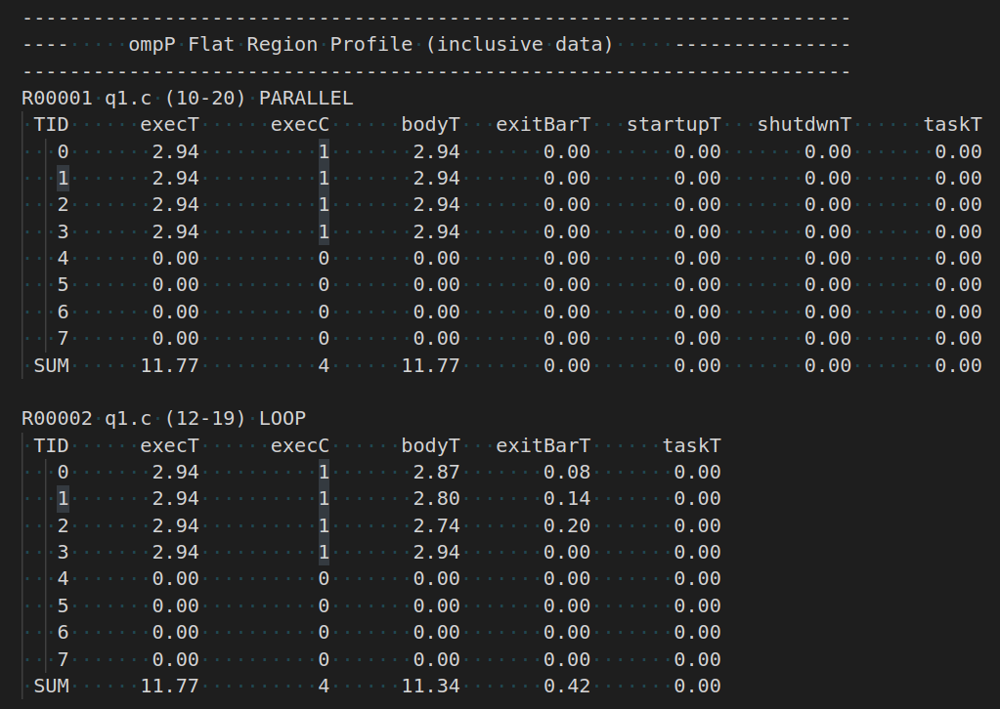 ----------------------------------------------------------------------
----     ompP Flat Region Profile (inclusive data)     ---------------
----------------------------------------------------------------------
R00001 q1.c (10-20) PARALLEL
 TID      execT      execC      bodyT   exitBarT   startupT   shutdwnT      taskT
   0       2.94          1       2.94       0.00       0.00       0.00       0.00
   1       2.94          1       2.94       0.00       0.00       0.00       0.00
   2       2.94          1       2.94       0.00       0.00       0.00       0.00
   3       2.94          1       2.94       0.00       0.00       0.00       0.00
   4       0.00          0       0.00       0.00       0.00       0.00       0.00
   5       0.00          0       0.00       0.00       0.00       0.00       0.00
   6       0.00          0       0.00       0.00       0.00       0.00       0.00
   7       0.00          0       0.00       0.00       0.00       0.00       0.00
 SUM      11.77          4      11.77       0.00       0.00       0.00       0.00

R00002 q1.c (12-19) LOOP
 TID      execT      execC      bodyT   exitBarT      taskT
   0       2.94          1       2.87       0.08       0.00
   1       2.94          1       2.80       0.14       0.00
   2       2.94          1       2.74       0.20       0.00
   3       2.94          1       2.94       0.00       0.00
   4       0.00          0       0.00       0.00       0.00
   5       0.00          0       0.00       0.00       0.00
   6       0.00          0       0.00       0.00       0.00
   7       0.00          0       0.00       0.00       0.00
 SUM      11.77          4      11.34       0.42       0.00